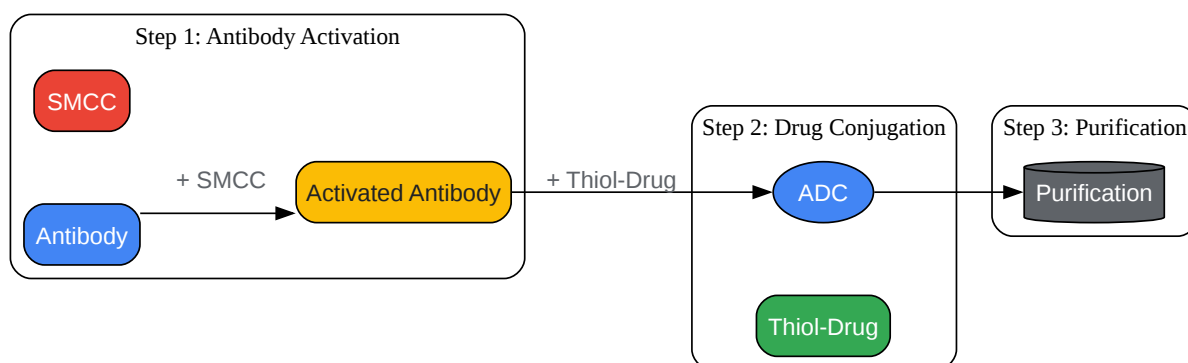 Step 1: Antibody Activation
SMCC
+ SMCC
Antibody
Activated Antibody
+ Thiol-Drug
Step 2: Drug Conjugation
ADC
Thiol-Drug
Step 3: Purification
Purification